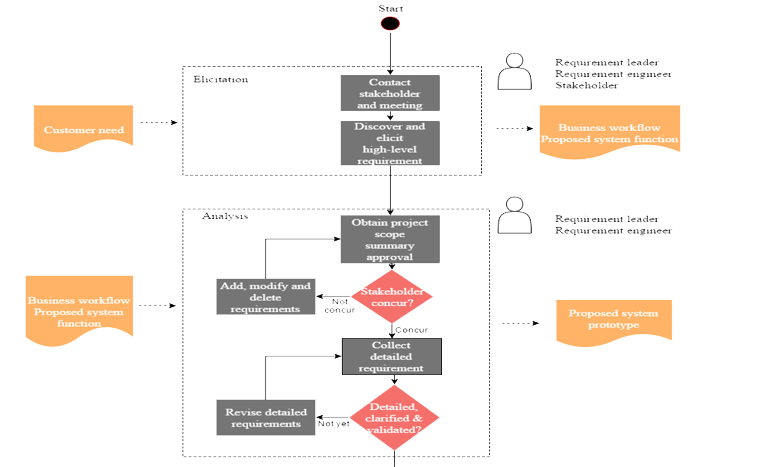 Start
Elicitation
Contact
stakeholder
and meeting
Discover and
elicit
high-level
requirement
Customer need
Requirement leader
Requirement engineer
Stakeholder
Business workflow
Proposed system function
Analysis
Obtain project
scope
summary
approval
Stakeholder
concur?
Not
concur
Add, modify and
delete
requirements
Concur
Collect
detailed
requirement
Detailed,
clarified &
validated?
Not yet
Revise detailed
requirements
Business workflow
Proposed system
function
Requirement leader
Requirement engineer
Proposed system
prototype